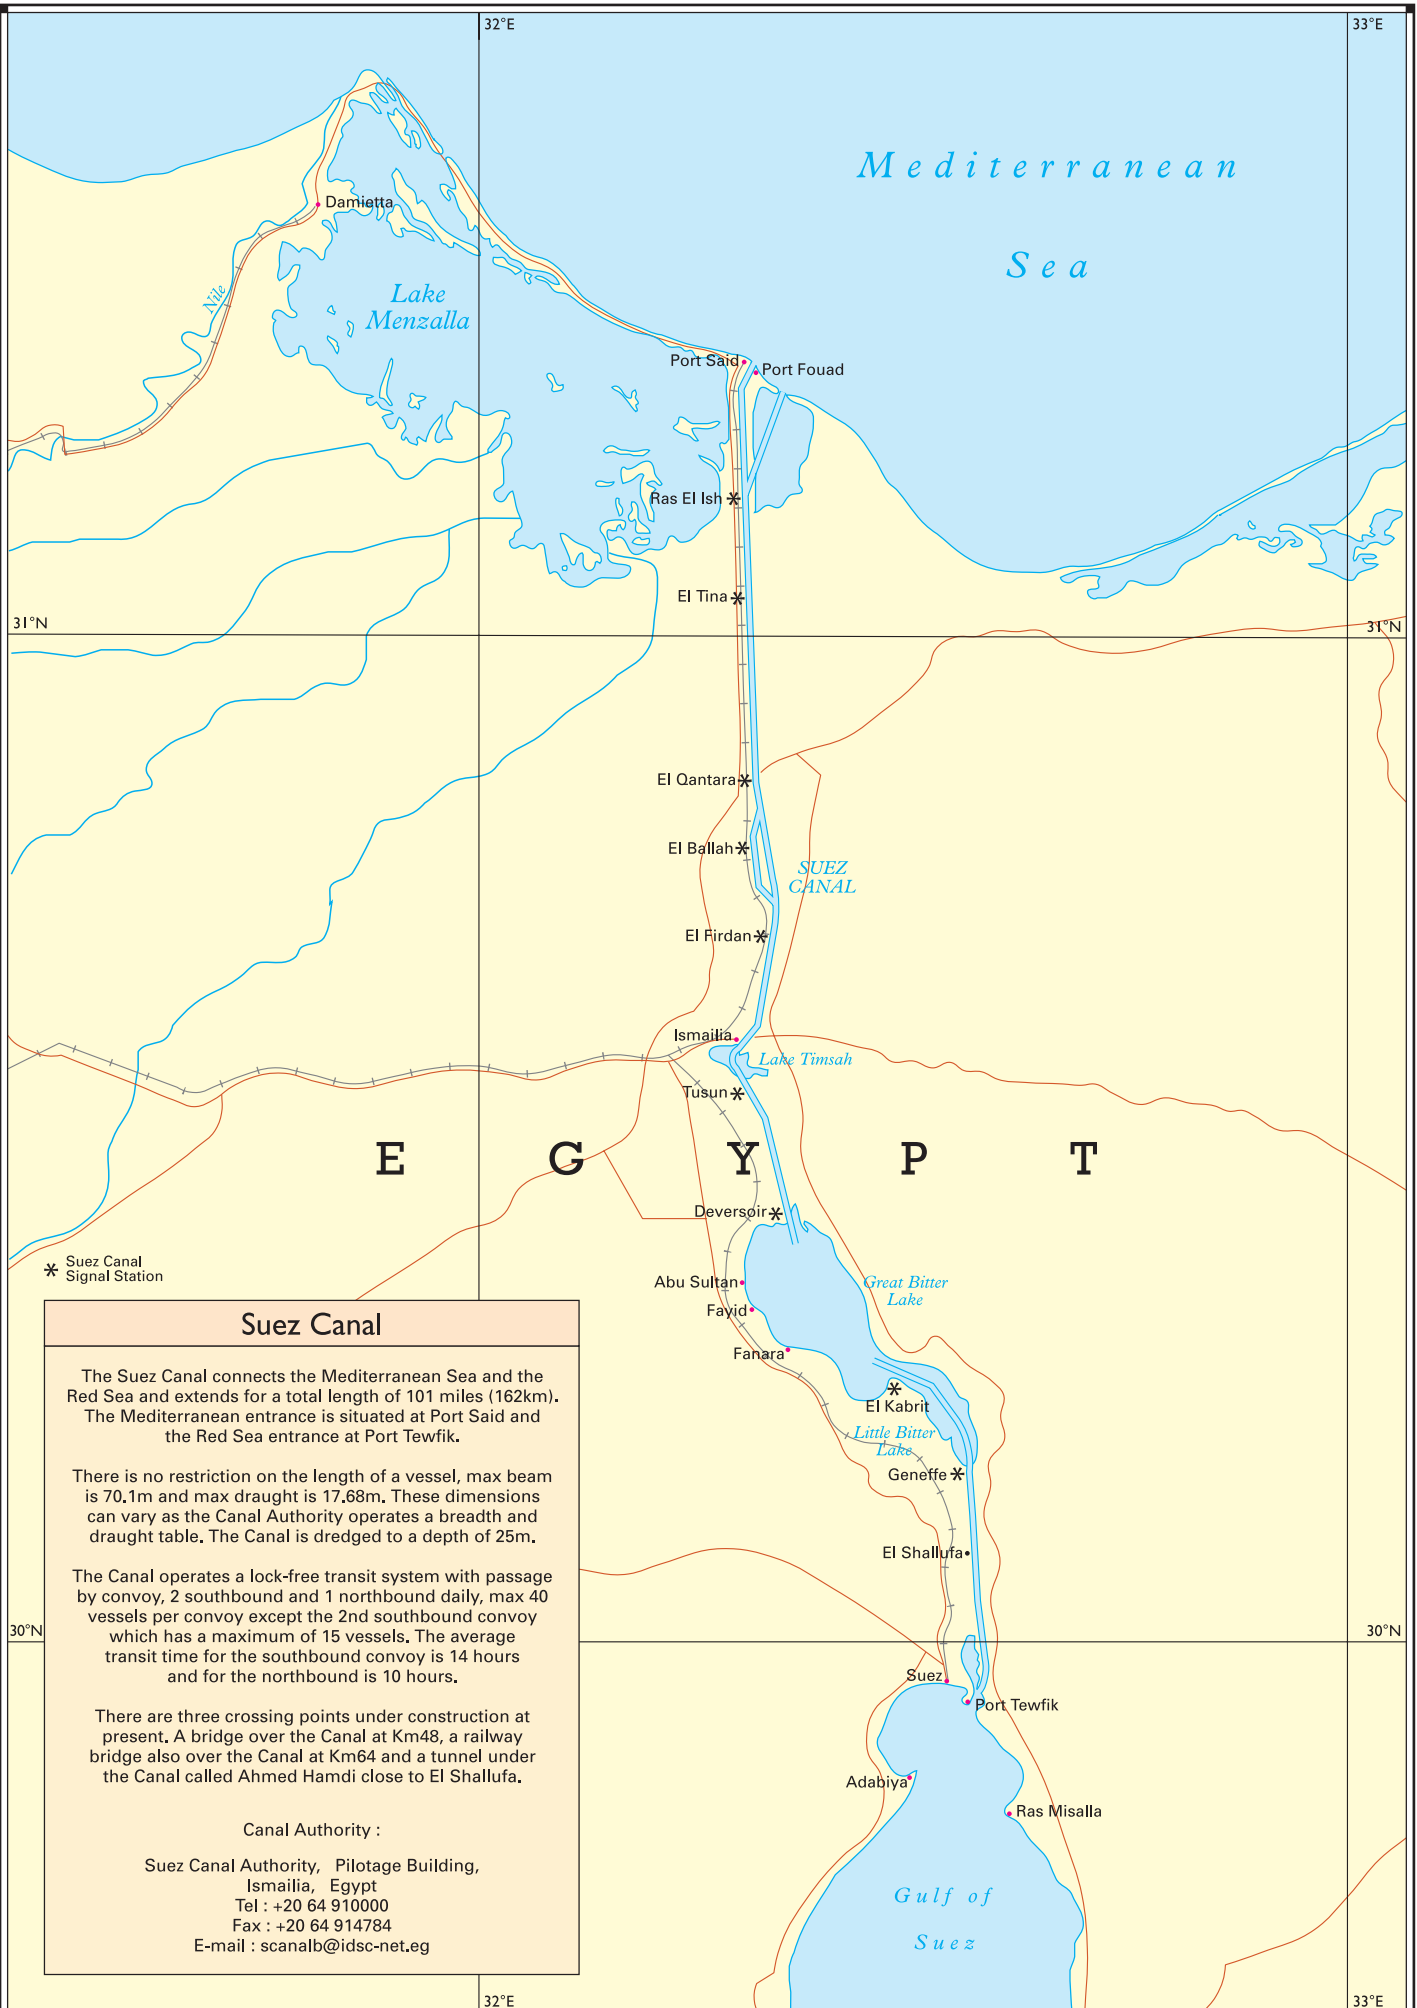 32°E
33°E
Mediterranean
Sea
Damietta
Nile
Lake
Menzalla
Port Said
Port Fouad
Ras El Ish
El Tina
31°N
31°N
El Qantara
El Ballah
SUEZ
CANAL
El Firdan
Ismailia
Lake Timsah
Tusun
EGYPT
Deversoir
Suez Canal
Signal Station
Abu Sultan
Great Bitter
Lake
Fayid
Fanara
El Kabrit
Little Bitter
Lake
Geneffe
El Shallufa
30°N
30°N
Suez
Port Tewfik
Adabiya
Ras Misalla
Gulf of
Suez
Suez Canal
The Suez Canal connects the Mediterranean Sea and the
Red Sea and extends for a total length of 101 miles (162km).
The Mediterranean entrance is situated at Port Said and
the Red Sea entrance at Port Tewfik.
There is no restriction on the length of a vessel, max beam
is 70.1m and max draught is 17.68m. These dimensions
can vary as the Canal Authority operates a breadth and
draught table. The Canal is dredged to a depth of 25m.
The Canal operates a lock-free transit system with passage
by convoy, 2 southbound and 1 northbound daily, max 40
vessels per convoy except the 2nd southbound convoy
which has a maximum of 15 vessels. The average
transit time for the southbound convoy is 14 hours
and for the northbound is 10 hours.
There are three crossing points under construction at
present. A bridge over the Canal at Km48, a railway
bridge also over the Canal at Km64 and a tunnel under
the Canal called Ahmed Hamdi close to El Shallufa.
Canal Authority :
Suez Canal Authority, Pilotage Building,
Ismailia, Egypt
Tel : +20 64 910000
Fax : +20 64 914784
E-mail : scanalb@idsc-net.eg
32°E
33°E